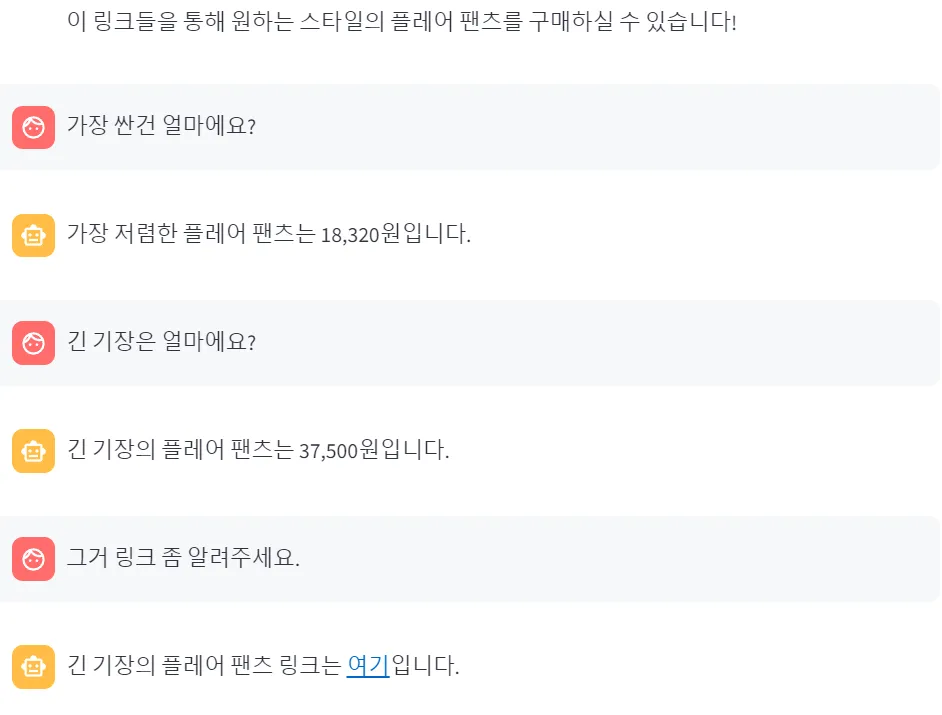 이 링크들을 통해 원하는 스타일의 플레어 팬츠를 구매하실 수 있습니다!
가장 싼건 얼마에요?
가장 저렴한 플레어 팬츠는 18,320원입니다.
긴 기장은 얼마에요?
긴 기장의 플레어 팬츠는 37,500원입니다.
그거 링크 좀 알려주세요.
긴 기장의 플레어 팬츠 링크는 여기입니다.